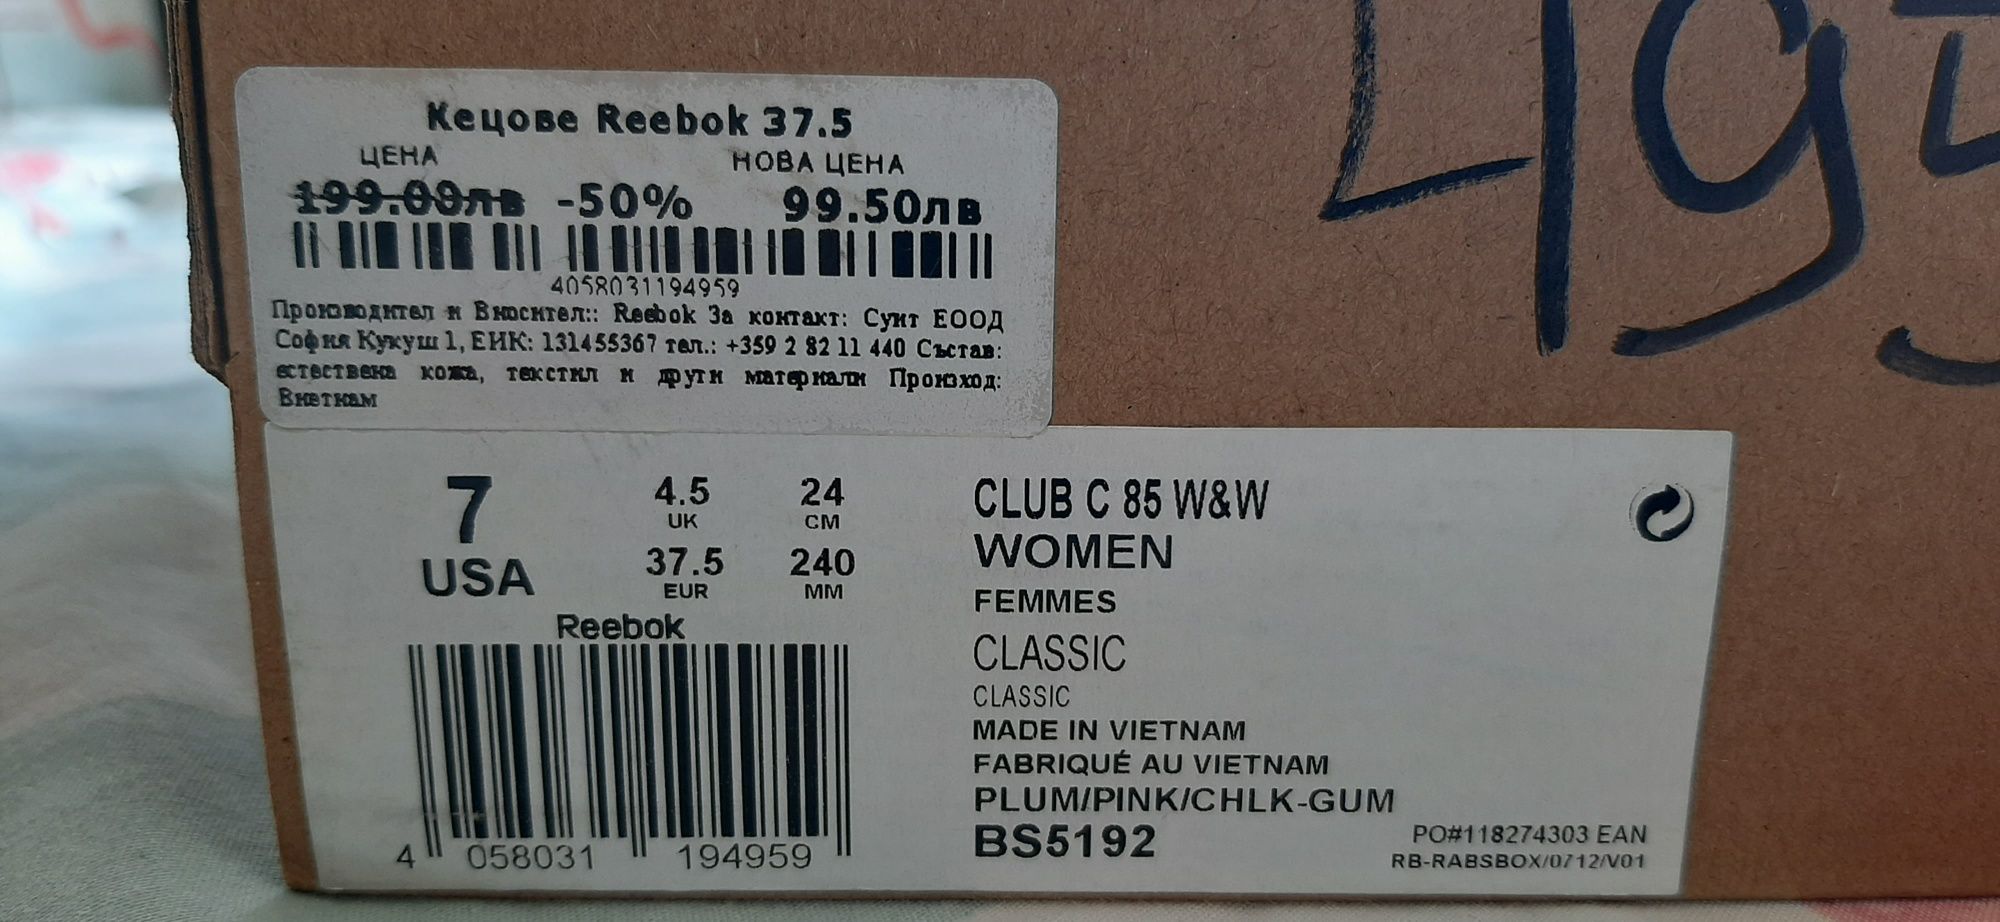 Кецове Reebok 37.5
ЦЕНА НОВА ЦЕНА
199.00лв -50% 99.50лв
4058031194959
Производител и Вносител:: Reebok За контакт: Суит ЕООД
София Кукуш 1, ЕИК: 131455367 тел.: +359 2 82 11 440 Състав:
естествена кожа, текстил и други материали Произход:
Виетнам
7 USA
4.5 UK
24 CM
37.5 EUR
240 MM
Reebok
4 058031 194959
CLUB C 85 W&W
WOMEN
FEMMES
CLASSIC
CLASSIC
MADE IN VIETNAM
FABRIQUÉ AU VIETNAM
PLUM/PINK/CHLK-GUM
BS5192
PO#118274303 EAN
RB-RABSBOX/0712/V01